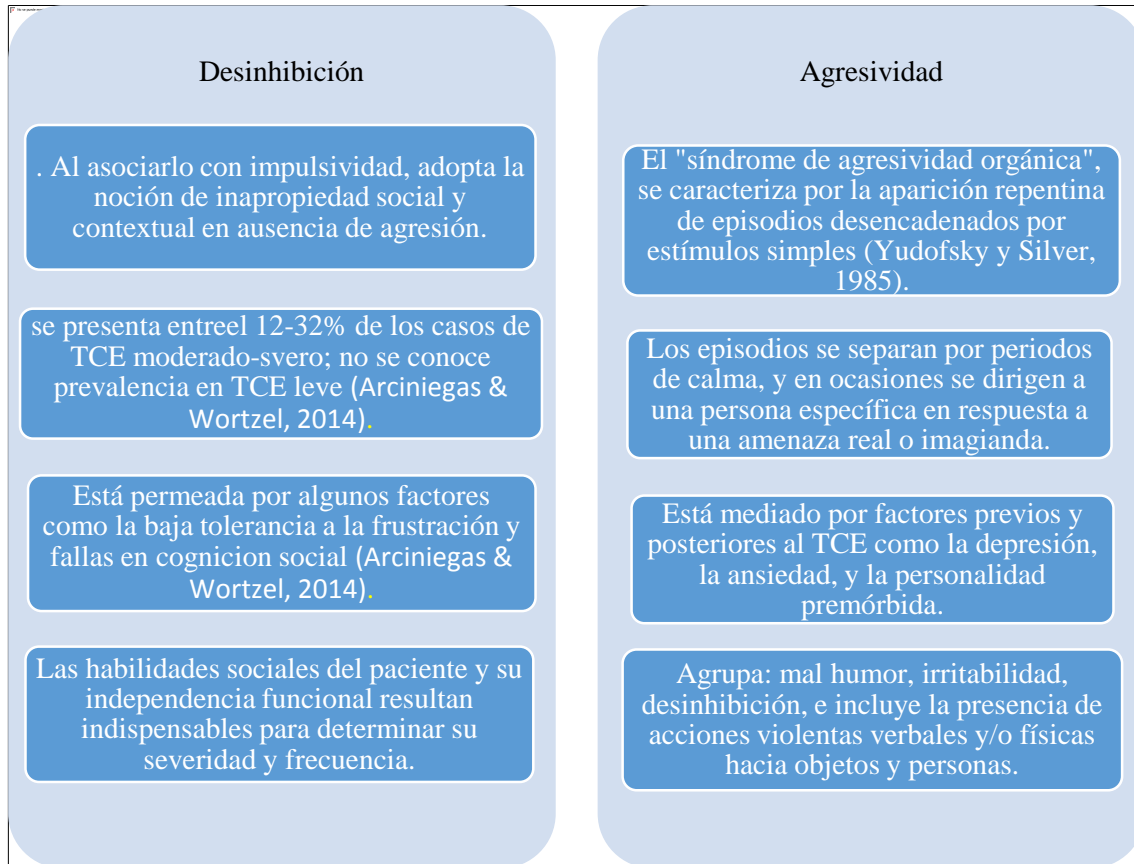 Desinhibición
. Al asociarlo con impulsividad, adopta la
noción de inapropiedad social y
contextual en ausencia de agresión.
se presenta entreel 12-32% de los casos de
TCE moderado-svero; no se conoce
prevalencia en TCE leve (Arciniegas &
Wortzel, 2014).
Está permeada por algunos factores
como la baja tolerancia a la frustración y
fallas en cognicion social (Arciniegas &
Wortzel, 2014).
Las habilidades sociales del paciente y su
independencia funcional resultan
indispensables para determinar su
severidad y frecuencia.
Agresividad
El "síndrome de agresividad orgánica",
se caracteriza por la aparición repentina
de episodios desencadenados por
estímulos simples (Yudofsky y Silver,
1985).
Los episodios se separan por periodos
de calma, y en ocasiones se dirigen a
una persona específica en respuesta a
una amenaza real o imagianda.
Está mediado por factores previos y
posteriores al TCE como la depresión,
la ansiedad, y la personalidad
premórbida.
Agrupa: mal humor, irritabilidad,
desinhibición, e incluye la presencia de
acciones violentas verbales y/o físicas
hacia objetos y personas.